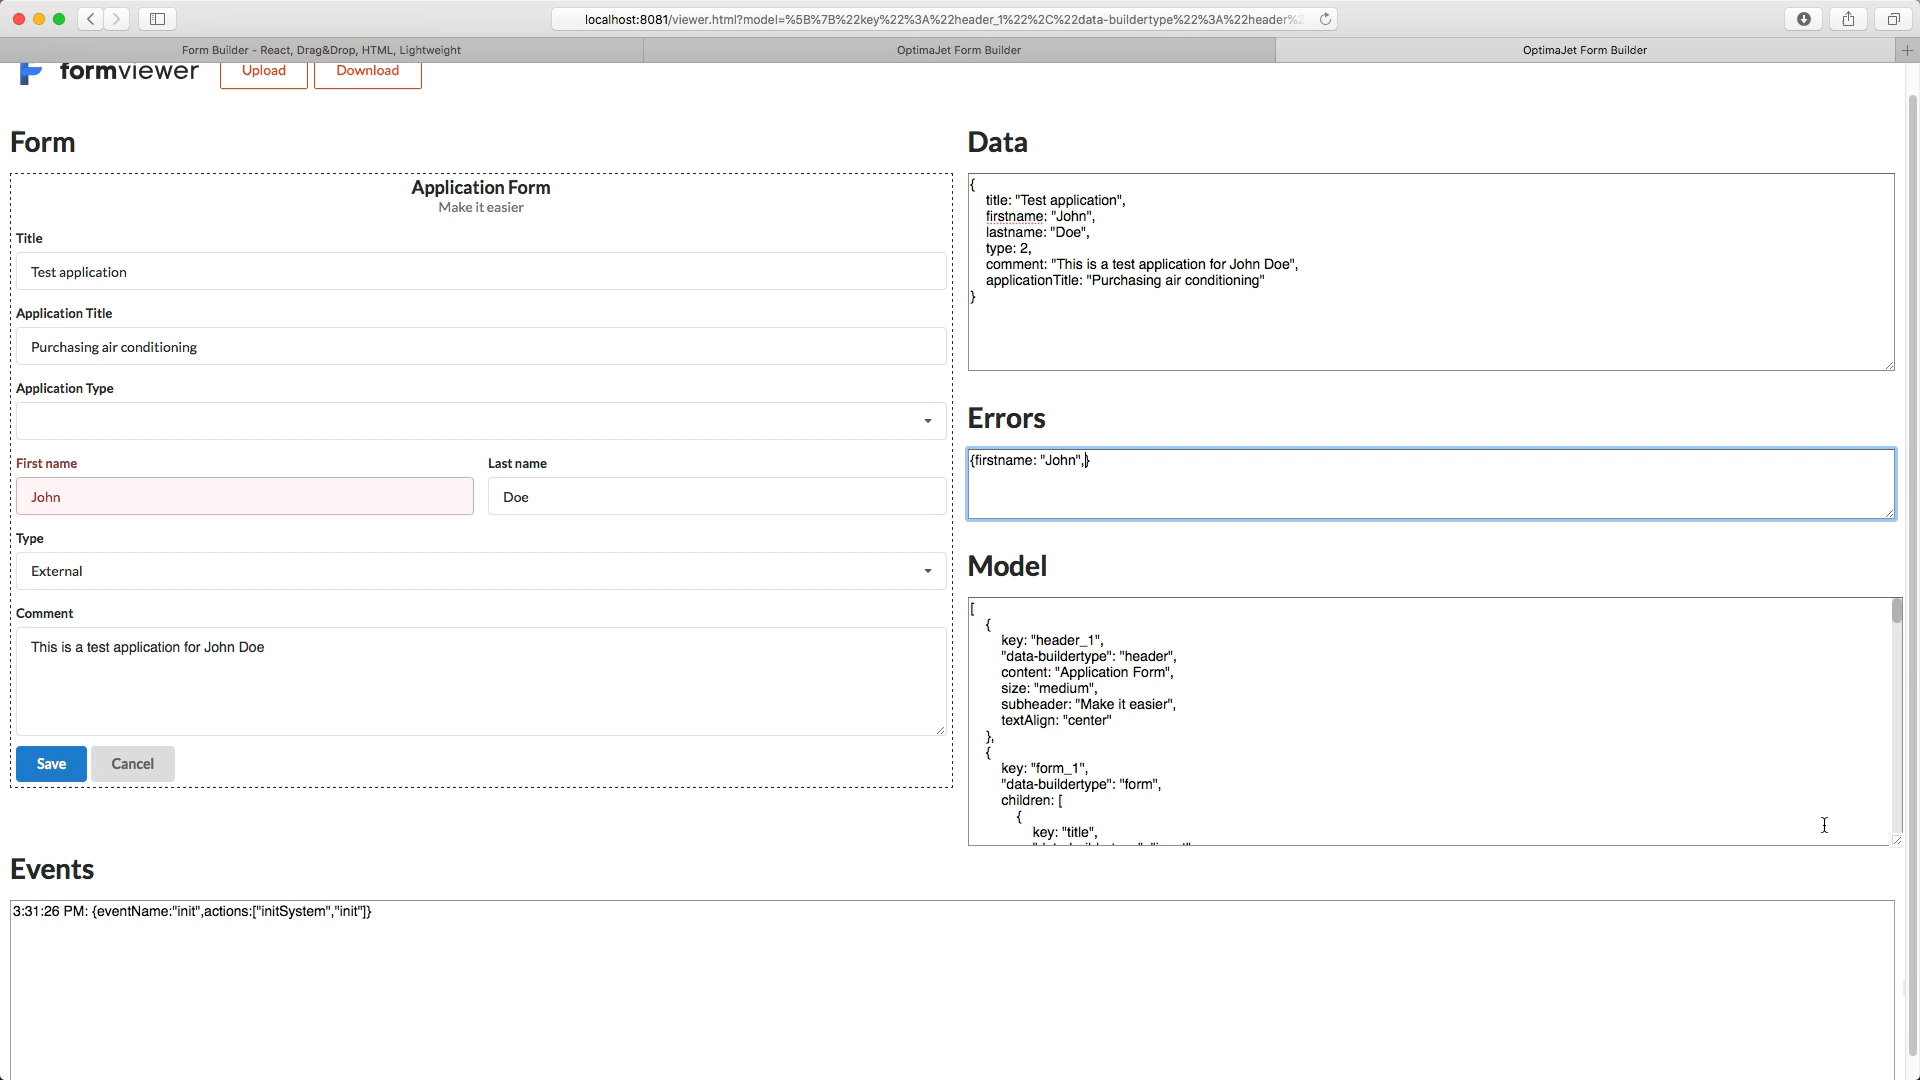 localhost:8081/viewer.html?model=%5B%7B%22key%22%3A%22header_1%22%2C%22data-buildertype%22%3A%22header%2
Form Builder - React, Drag&Drop, HTML, Lightweight
OptimaJet Form Builder
OptimaJet Form Builder
formviewer
Upload
Download
Form
Application Form
Make it easier
Title
Test application
Application Title
Purchasing air conditioning
Application Type
First name
Last name
John
Doe
Type
External
Comment
This is a test application for John Doe
Save
Cancel
Data
{
title: "Test application",
firstname: "John",
lastname: "Doe",
type: 2,
comment: "This is a test application for John Doe",
applicationTitle: "Purchasing air conditioning"
}
Errors
{firstname: "John",}
Model
[
{
key: "header_1",
"data-buildertype": "header",
content: "Application Form",
size: "medium",
subheader: "Make it easier",
textAlign: "center"
},
{
key: "form_1",
"data-buildertype": "form",
children: [
{
key: "title",
Events
3:31:26 PM: {eventName:"init",actions:["initSystem","init"]}